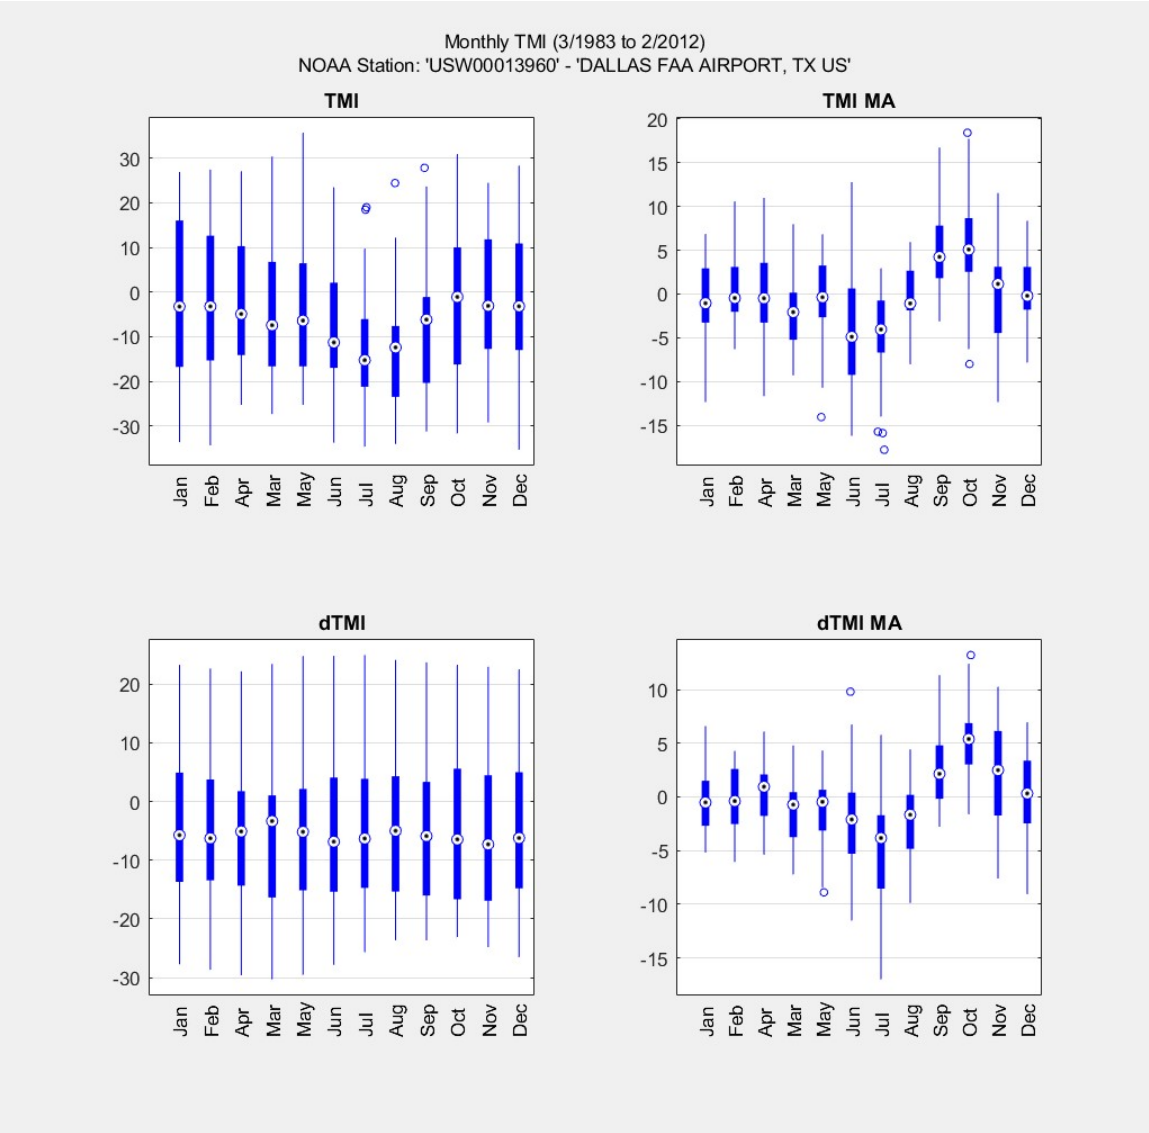 Monthly TMI (3/1983 to 2/2012)
NOAA Station: 'USW00013960' - 'DALLAS FAA AIRPORT, TX US'
TMI
30
20
10
0
-10
-20
-30
Jan
Feb
Apr
Mar
May
Jun
Jul
Aug
Sep
Oct
Nov
Dec
TMI MA
20
15
10
5
0
-5
-10
-15
Jan
Feb
Apr
Mar
May
Jun
Jul
Aug
Sep
Oct
Nov
Dec
dTMI
20
10
0
-10
-20
-30
Jan
Feb
Apr
Mar
May
Jun
Jul
Aug
Sep
Oct
Nov
Dec
dTMI MA
10
5
0
-5
-10
-15
Jan
Feb
Apr
Mar
May
Jun
Jul
Aug
Sep
Oct
Nov
Dec